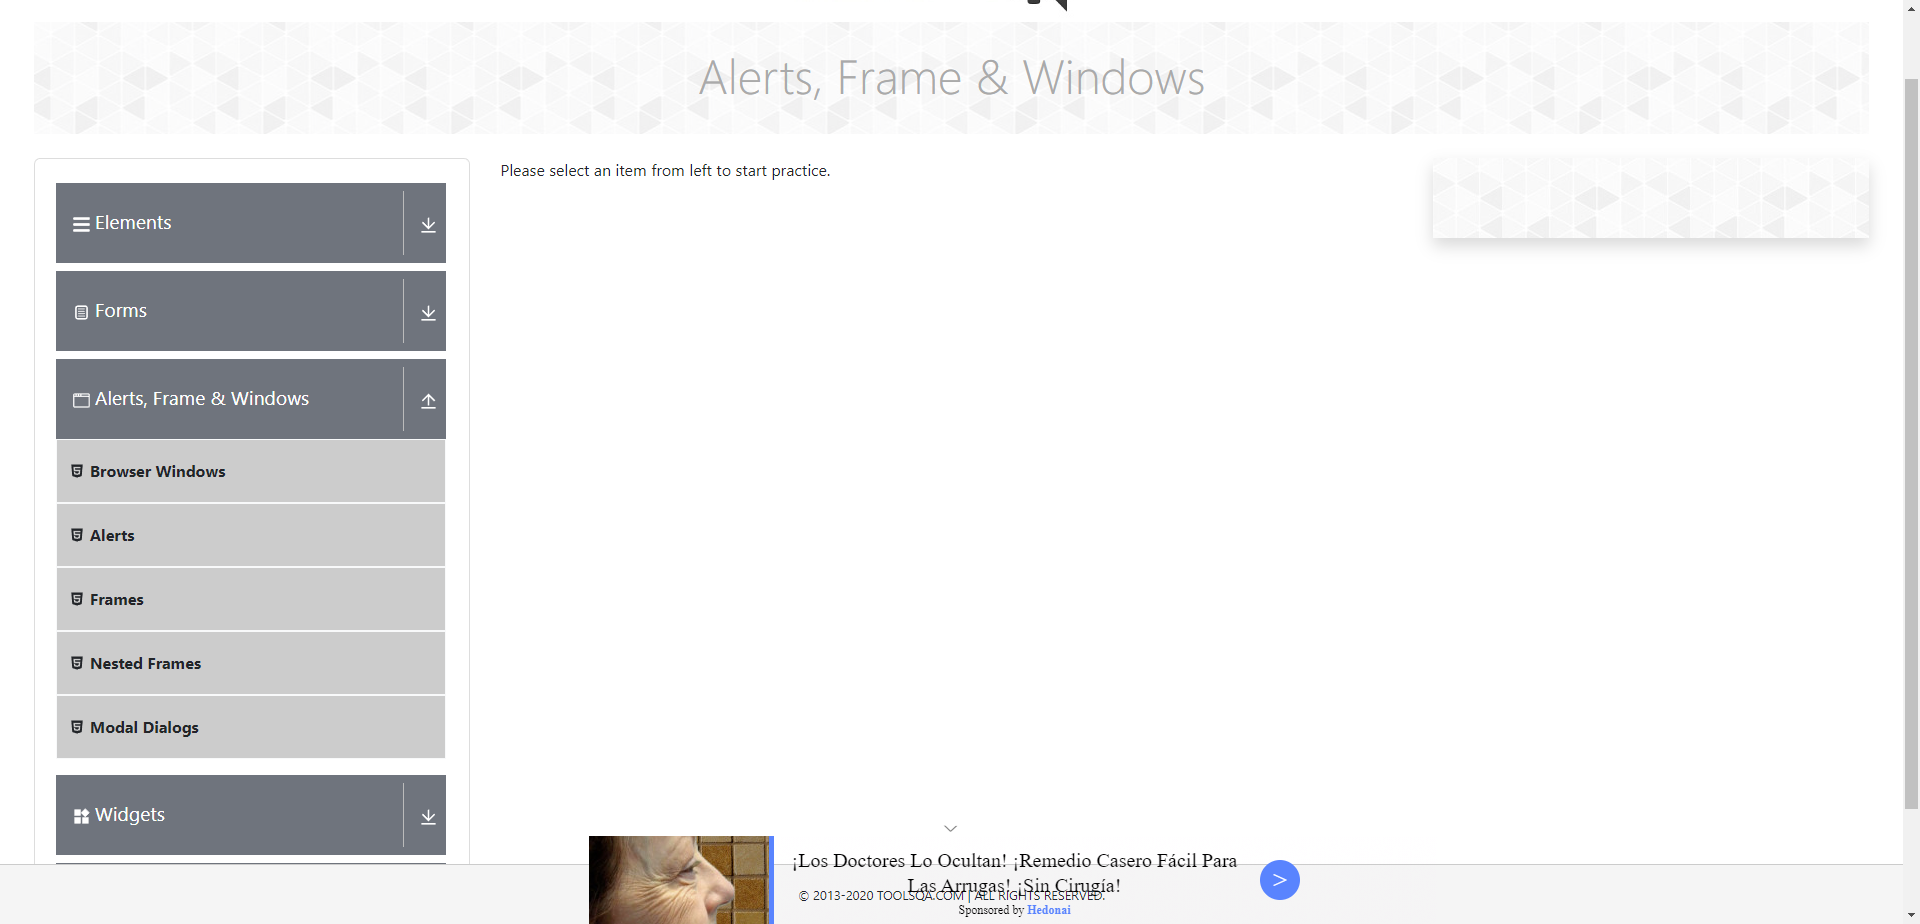 Alerts, Frame & Windows
Please select an item from left to start practice.
Elements
Forms
Alerts, Frame & Windows
Browser Windows
Alerts
Frames
Nested Frames
Modal Dialogs
Widgets
¡Los Doctores Lo Ocultan! ¡Remedio Casero Fácil Para
Las Arrugas! ¡Sin Cirugía!
© 2013-2020 TOOLSQA.COM | ALL RIGHTS RESERVED.
Sponsored by Hedonai